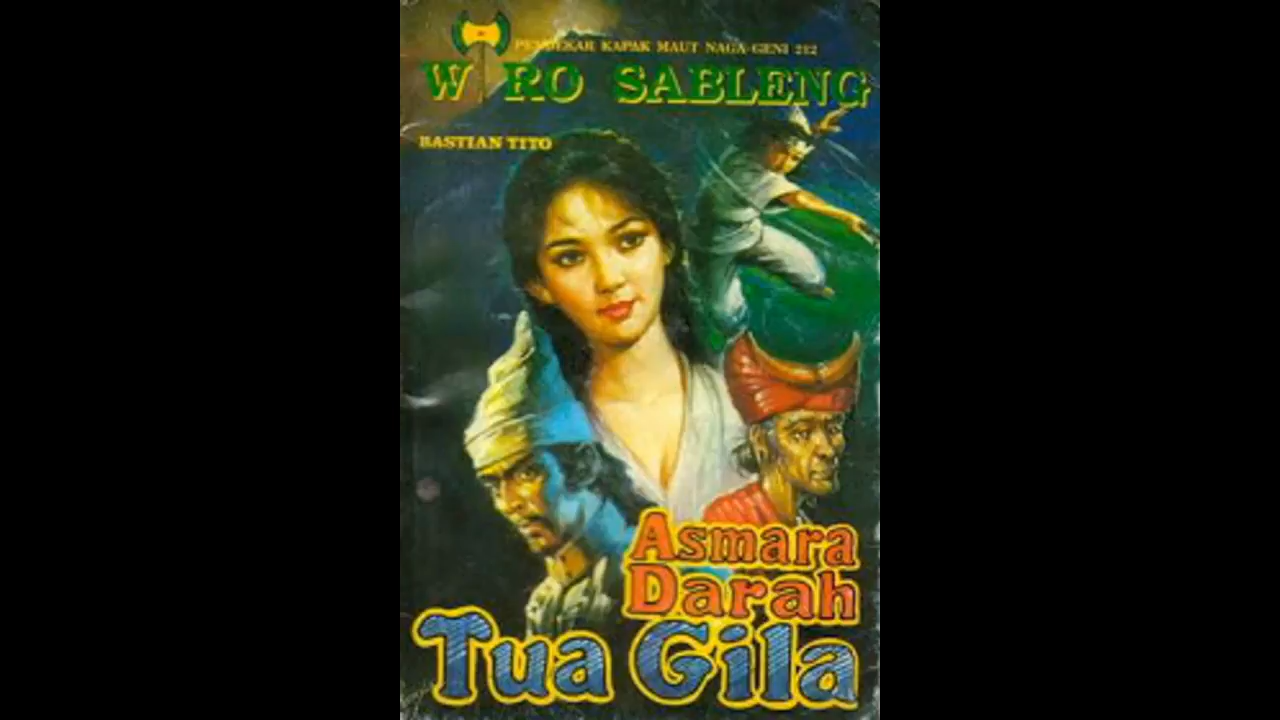 PENDEKAR KAPAK MAUT NAGA GENI 212
WIRO SABLENG
BASTIAN TITO
Asmara
Darah
Tua Gila